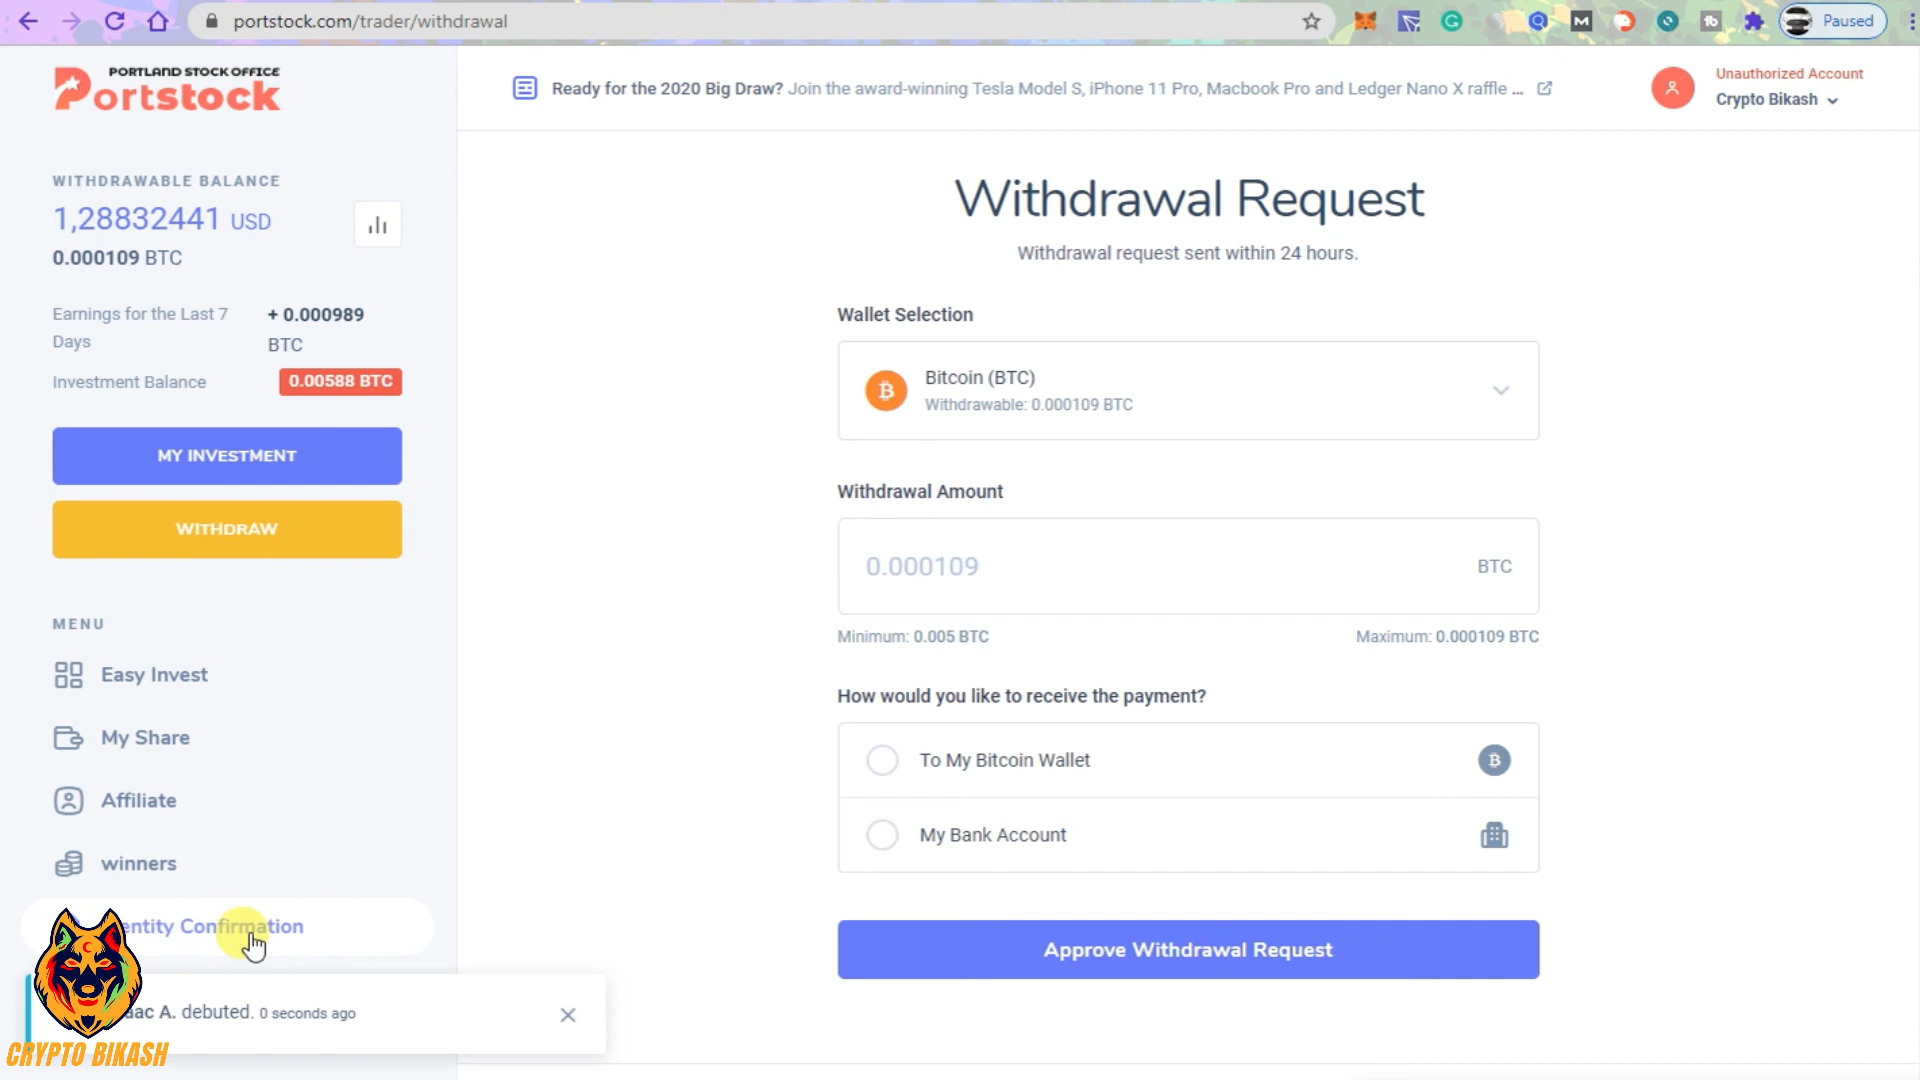 portstock.com/trader/withdrawal
Paused
PORTLAND STOCK OFFICE
Portstock
Ready for the 2020 Big Draw? Join the award-winning Tesla Model S, iPhone 11 Pro, Macbook Pro and Ledger Nano X raffle ...
Unauthorized Account
Crypto Bikash
WITHDRAWABLE BALANCE
1,28832441 USD
0.000109 BTC
Earnings for the Last 7
Days
+ 0.000989
BTC
Investment Balance
0.00588 BTC
MY INVESTMENT
WITHDRAW
MENU
Easy Invest
My Share
Affiliate
winners
entity Confirmation
aac A. debuted. 0 seconds ago
CRYPTO BIKASH
Withdrawal Request
Withdrawal request sent within 24 hours.
Wallet Selection
Bitcoin (BTC)
Withdrawable: 0.000109 BTC
Withdrawal Amount
0.000109
BTC
Minimum: 0.005 BTC
Maximum: 0.000109 BTC
How would you like to receive the payment?
To My Bitcoin Wallet
My Bank Account
Approve Withdrawal Request